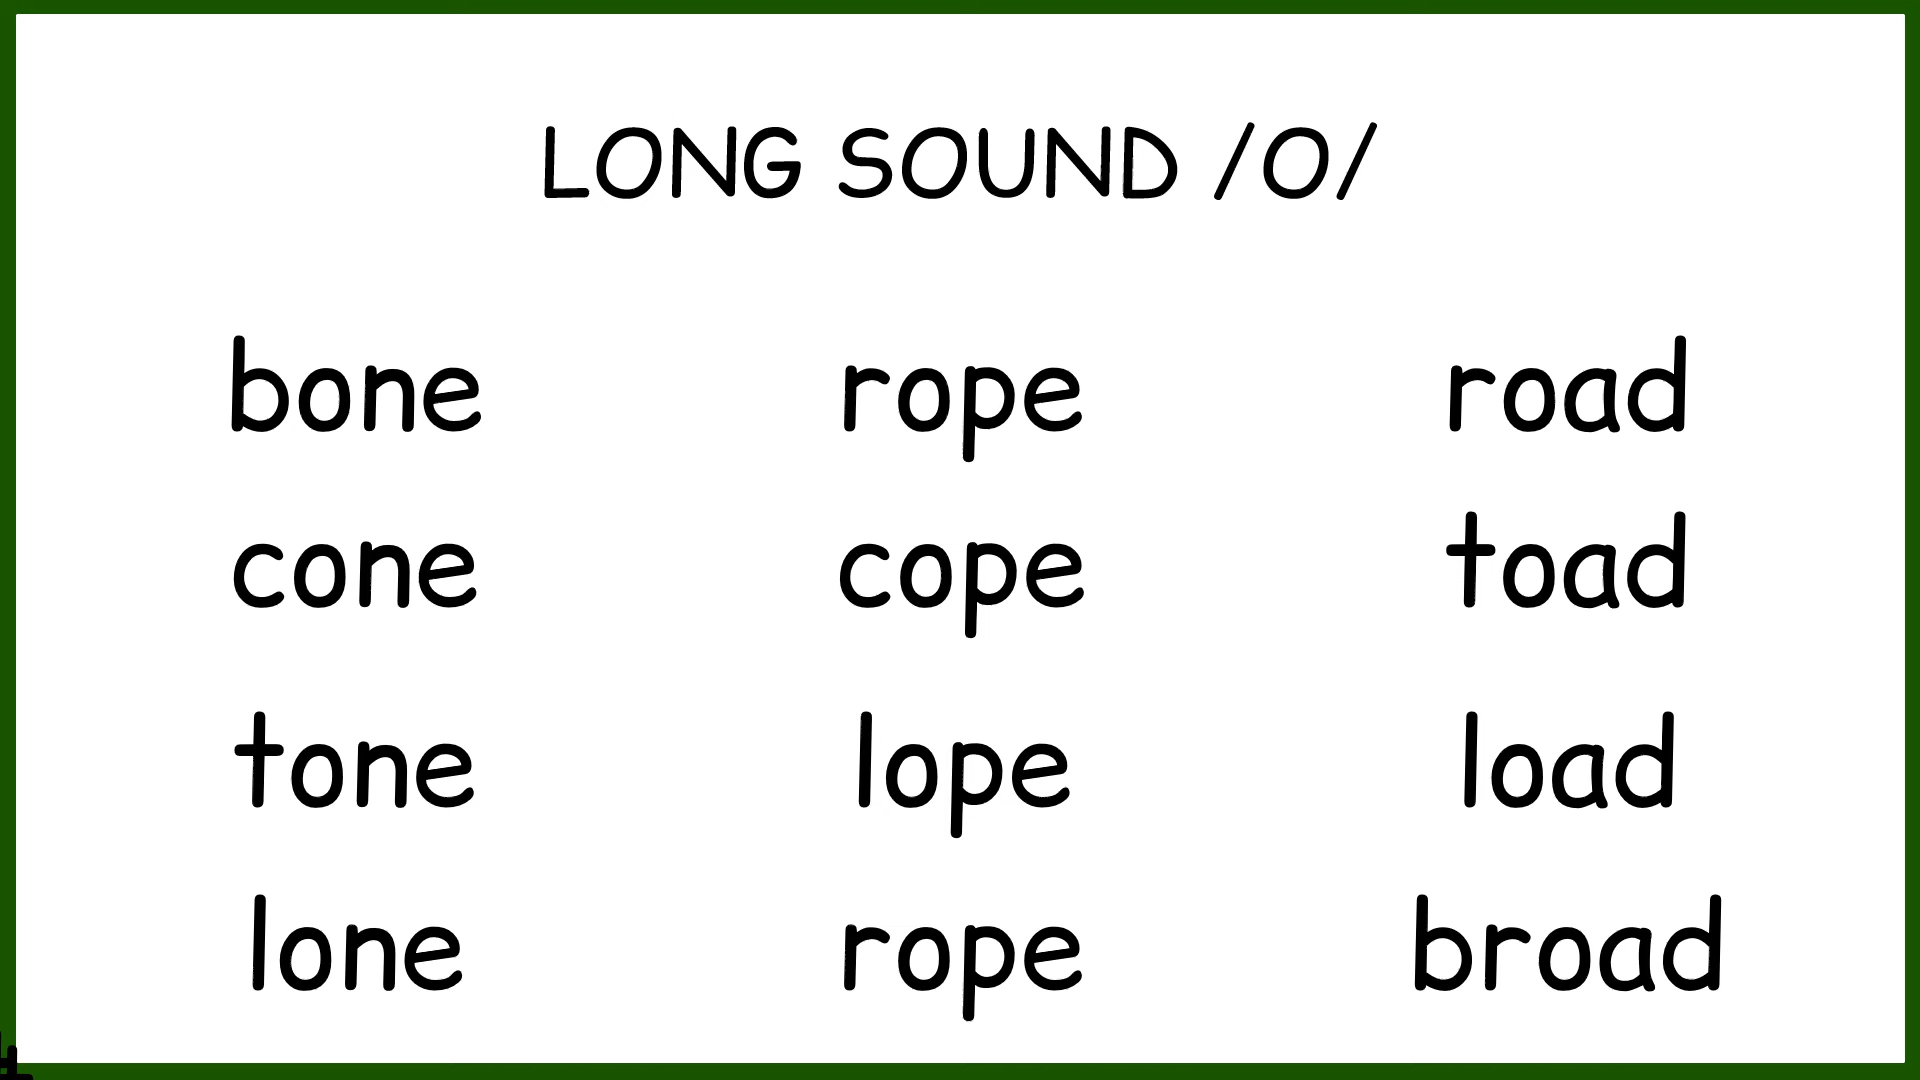 LONG SOUND /O/
bone rope road
cone cope toad
tone lope load
lone rope broad